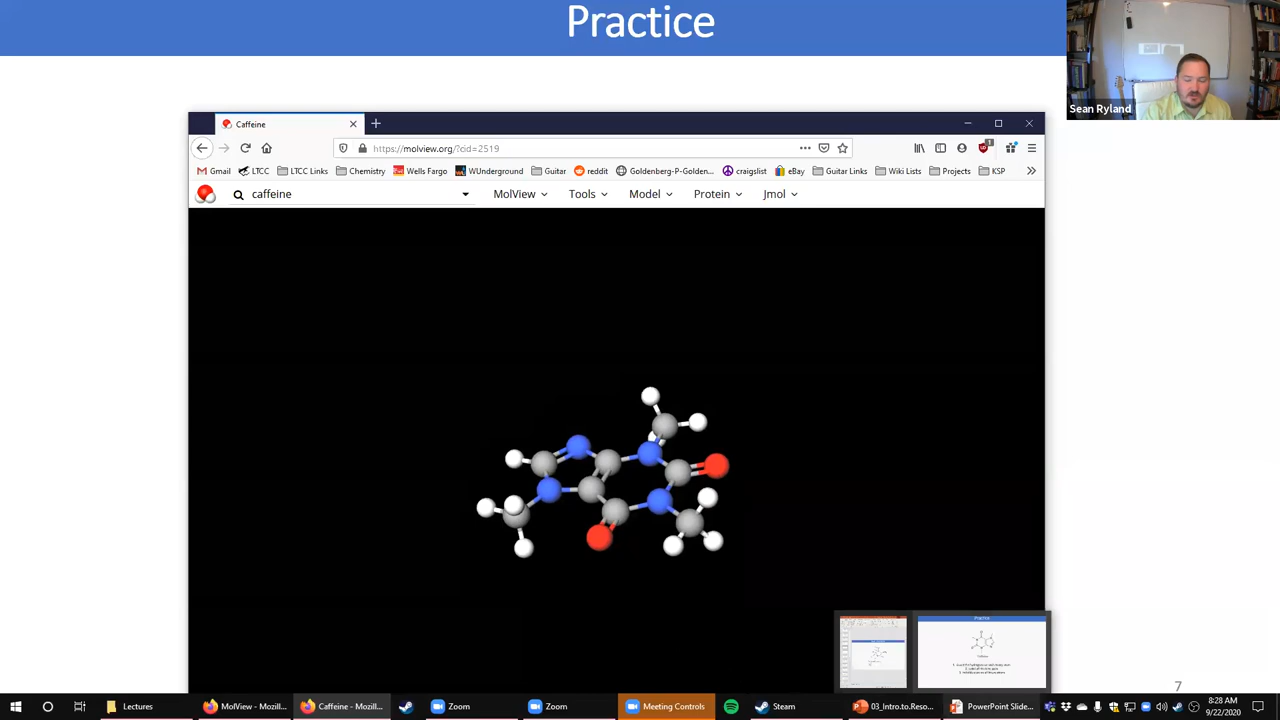 Practice
Sean Ryland
Caffeine
https://molview.org/?cid=2519
Gmail LTCC LTCC Links Chemistry Wells Fargo WUnderground Guitar reddit Goldenberg-P-Golden... craigslist eBay Guitar Links Wiki Lists Projects KSP
caffeine MolView Tools Model Protein Jmol
Practice
7
Lectures MolView - Mozill... Caffeine - Mozill... Zoom Zoom Meeting Controls Steam 03_Intro.to.Reso... PowerPoint Slide... 8:28 AM
9/22/2020